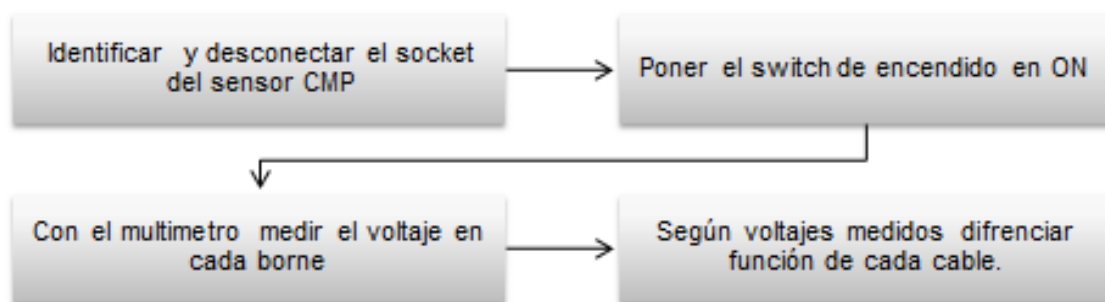 Identificar y desconectar el socket
del sensor CMP
Poner el switch de encendido en ON
Con el multimetro medir el voltaje en
cada borne
Según voltajes medidos difrenciar
función de cada cable.